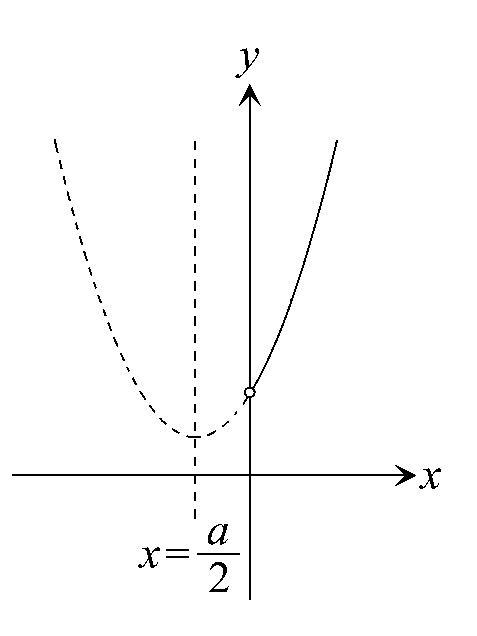 y
x
x = a/2